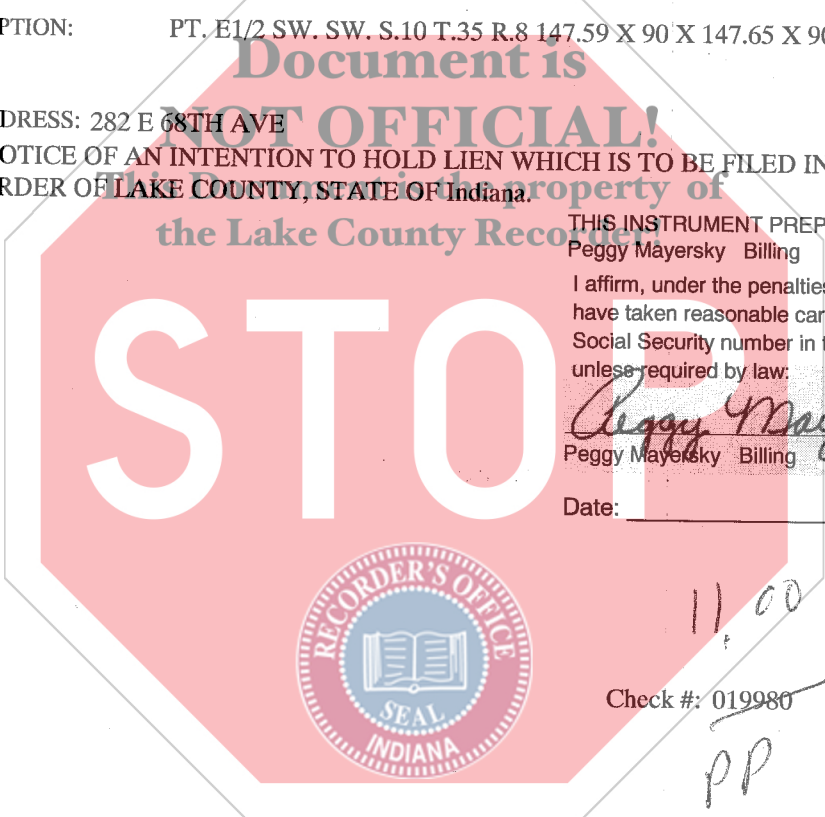 PTION: PT. E1/2 SW. SW. S.10 T.35 R.8 147.59 X 90 X 147.65 X 90
Document is
NOT OFFICIAL!
DRESS: 282 E 68TH AVE
OTICE OF AN INTENTION TO HOLD LIEN WHICH IS TO BE FILED IN
RDER OF LAKE COUNTY, STATE OF Indiana.
This Document is the property of
the Lake County Recorder!
THIS INSTRUMENT PREP
Peggy Mayersky Billing
I affirm, under the penalties
have taken reasonable car
Social Security number in t
unless required by law:
Peggy May
Peggy Mayersky Billing
Date:
STOP
11.00
Check #: 019980
PP
RECORDER'S OFFICE
SEAL
INDIANA